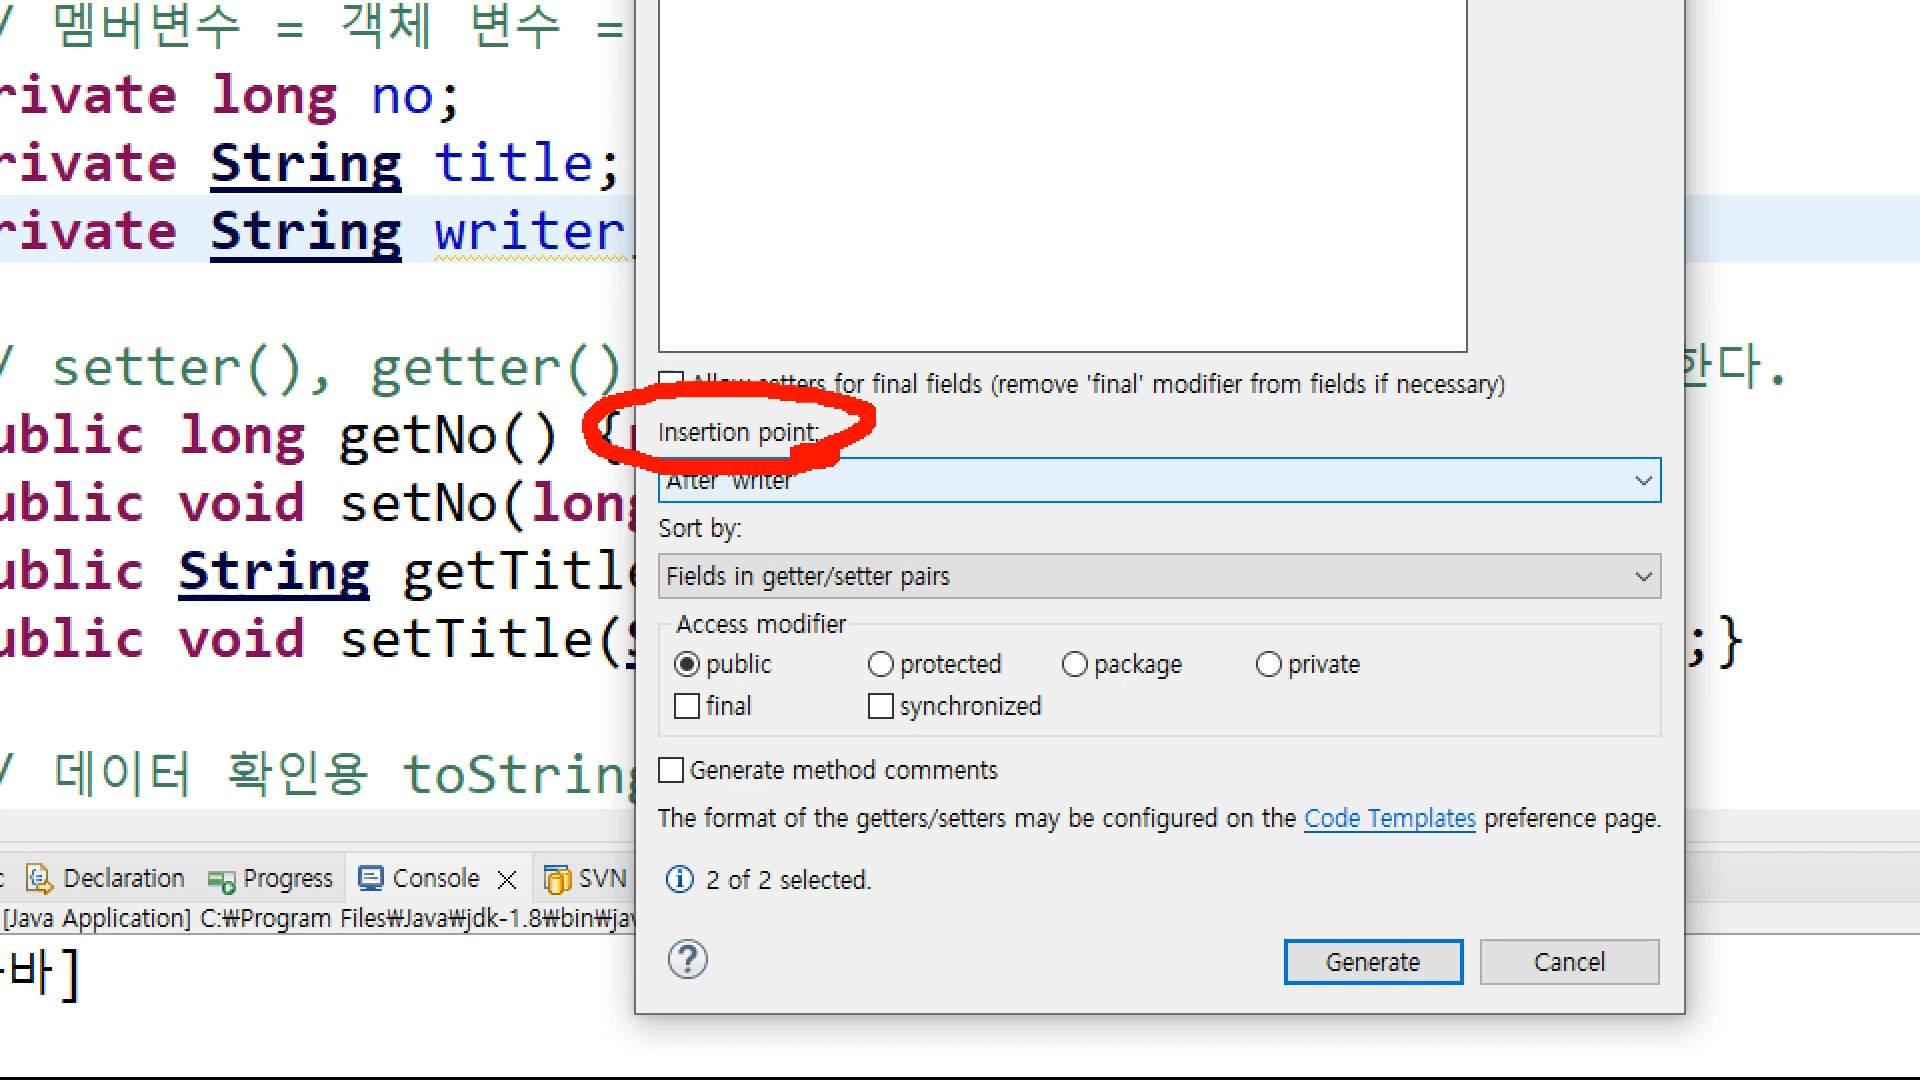 / 멤버변수 = 객체 변수 =
rivate long no;
rivate String title;
rivate String writer
/ setter(), getter() 한다.
ublic long getNo() {
ublic void setNo(long
ublic String getTitle
ublic void setTitle( ;}
/ 데이터 확인용 toString
Allow setters for final fields (remove 'final' modifier from fields if necessary)
Insertion point:
After 'writer'
Sort by:
Fields in getter/setter pairs
Access modifier
public protected package private
final synchronized
Generate method comments
The format of the getters/setters may be configured on the Code Templates preference page.
2 of 2 selected.
Generate Cancel
Declaration Progress Console SVN
[Java Application] C:₩Program Files₩Java₩jdk-1.8₩bin₩jav
바]